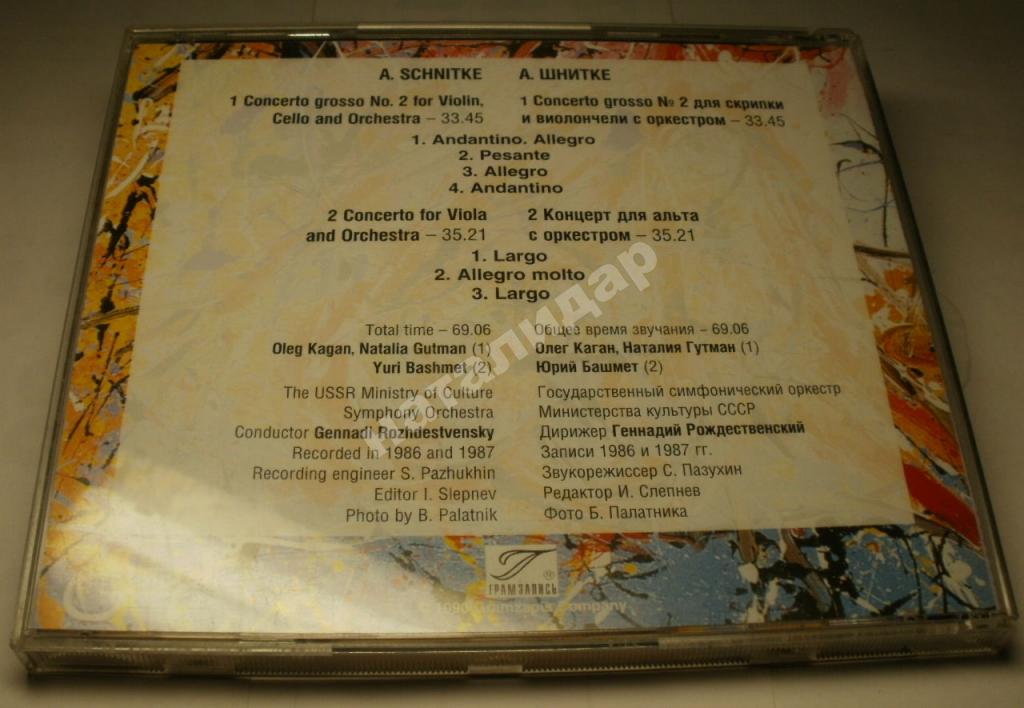 A. SCHNITKE
А. ШНИТКЕ
1 Concerto grosso No. 2 for Violin,
Cello and Orchestra – 33.45
1 Concerto grosso № 2 для скрипки
и виолончели с оркестром – 33.45
1. Andantino. Allegro
2. Pesante
3. Allegro
4. Andantino
2 Concerto for Viola
and Orchestra – 35.21
2 Концерт для альта
с оркестром – 35.21
1. Largo
2. Allegro molto
3. Largo
Total time – 69.06
Oleg Kagan, Natalia Gutman (1)
Yuri Bashmet (2)
The USSR Ministry of Culture
Symphony Orchestra
Conductor Gennadi Rozhdestvensky
Recorded in 1986 and 1987
Recording engineer S. Pazhukhin
Editor I. Slepnev
Photo by B. Palatnik
Общее время звучания – 69.06
Олег Каган, Наталия Гутман (1)
Юрий Башмет (2)
Государственный симфонический оркестр
Министерства культуры СССР
Дирижер Геннадий Рождественский
Записи 1986 и 1987 гг.
Звукорежиссер С. Пазухин
Редактор И. Слепнев
Фото Б. Палатника
ГРАМЗАПИСЬ ®
Gramzapis Company
наталидар